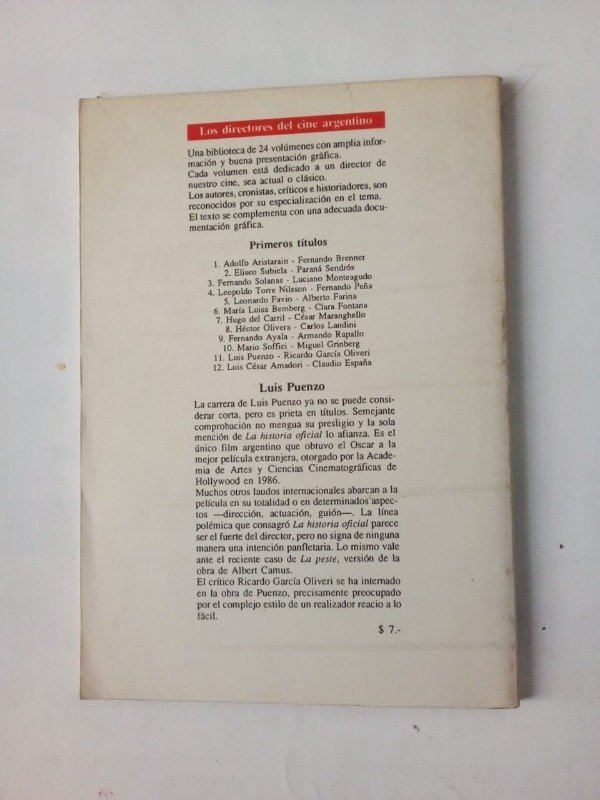 Los directores del cine argentino
Una biblioteca de 24 volúmenes con amplia infor-
mación y buena presentación gráfica.
Cada volumen está dedicado a un director de
nuestro cine, sea actual o clásico.
Los autores, cronistas, críticos e historiadores, son
reconocidos por su especialización en el tema.
El texto se complementa con una adecuada docu-
mentación gráfica.
Primeros títulos
1. Adolfo Aristarain - Fernando Brenner
2. Eliseo Subiela - Paraná Sendrós
3. Fernando Solanas - Luciano Monteagudo
4. Leopoldo Torre Nilsson - Fernando Peña
5. Leonardo Favio - Alberto Farina
6. María Luisa Bemberg - Clara Fontana
7. Hugo del Carril - César Maranghello
8. Héctor Olivera - Carlos Landini
9. Fernando Ayala - Armando Rapallo
10. Mario Soffici - Miguel Grinberg
11. Luis Puenzo - Ricardo García Oliveri
12. Luis César Amadori - Claudio España
Luis Puenzo
La carrera de Luis Puenzo ya no se puede consi-
derar corta, pero es prieta en títulos. Semejante
comprobación no mengua su prestigio y la sola
mención de La historia oficial lo afianza. Es el
único film argentino que obtuvo el Oscar a la
mejor película extranjera, otorgado por la Acade-
mia de Artes y Ciencias Cinematográficas de
Hollywood en 1986.
Muchos otros laudos internacionales abarcan a la
película en su totalidad o en determinados aspec-
tos —dirección, actuación, guión—. La línea
polémica que consagró La historia oficial parece
ser el fuerte del director, pero no signa de ninguna
manera una intención panfletaria. Lo mismo vale
ante el reciente caso de La peste, versión de la
obra de Albert Camus.
El crítico Ricardo García Oliveri se ha internado
en la obra de Puenzo, precisamente preocupado
por el complejo estilo de un realizador reacio a lo
fácil.
$ 7.-